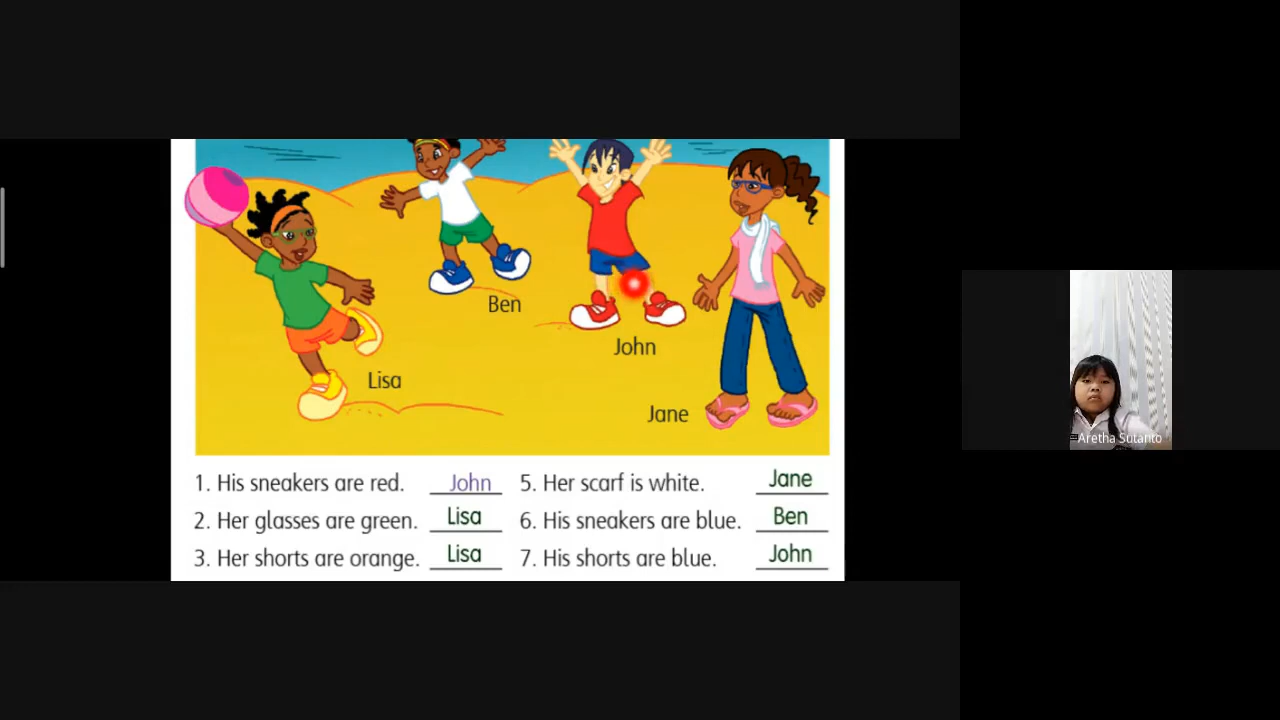 Ben
John
Lisa
Jane
Aretha Sutarito
1. His sneakers are red. John
2. Her glasses are green. Lisa
3. Her shorts are orange. Lisa
5. Her scarf is white. Jane
6. His sneakers are blue. Ben
7. His shorts are blue. John